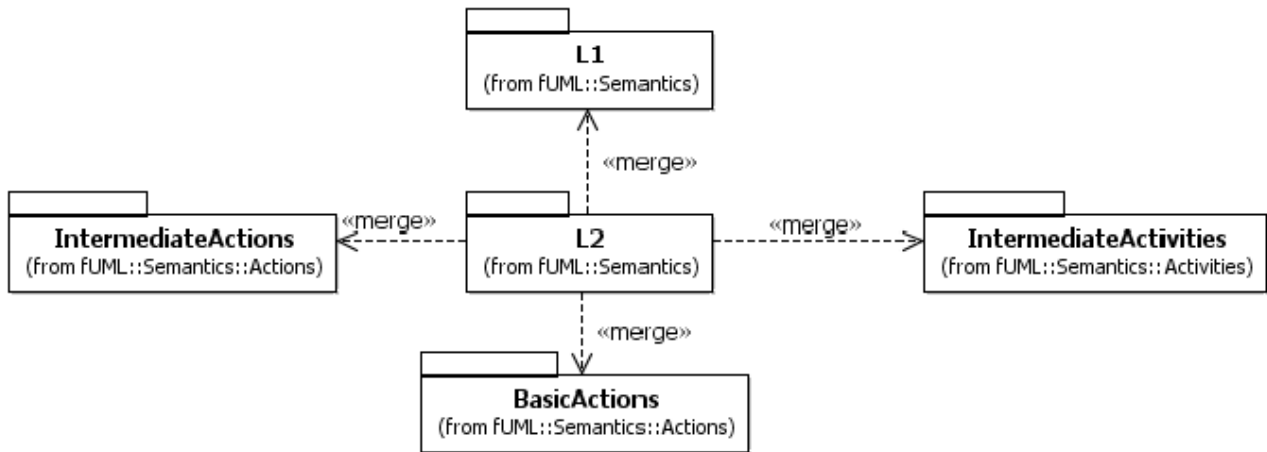 L1
(from fUML::Semantics)
«merge»
IntermediateActions
(from fUML::Semantics::Actions)
«merge»
L2
(from fUML::Semantics)
«merge»
IntermediateActivities
(from fUML::Semantics::Activities)
«merge»
BasicActions
(from fUML::Semantics::Actions)